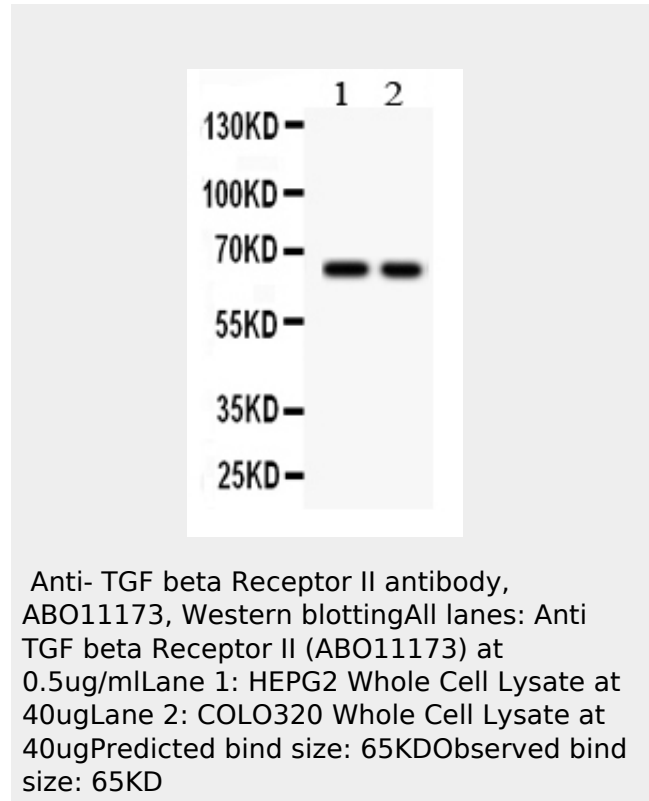 1 2
130KD
100KD
70KD
55KD
35KD
25KD
Anti- TGF beta Receptor II antibody,
ABO11173, Western blottingAll lanes: Anti
TGF beta Receptor II (ABO11173) at
0.5ug/mlLane 1: HEPG2 Whole Cell Lysate at
40ugLane 2: COLO320 Whole Cell Lysate at
40ugPredicted bind size: 65KDObserved bind
size: 65KD